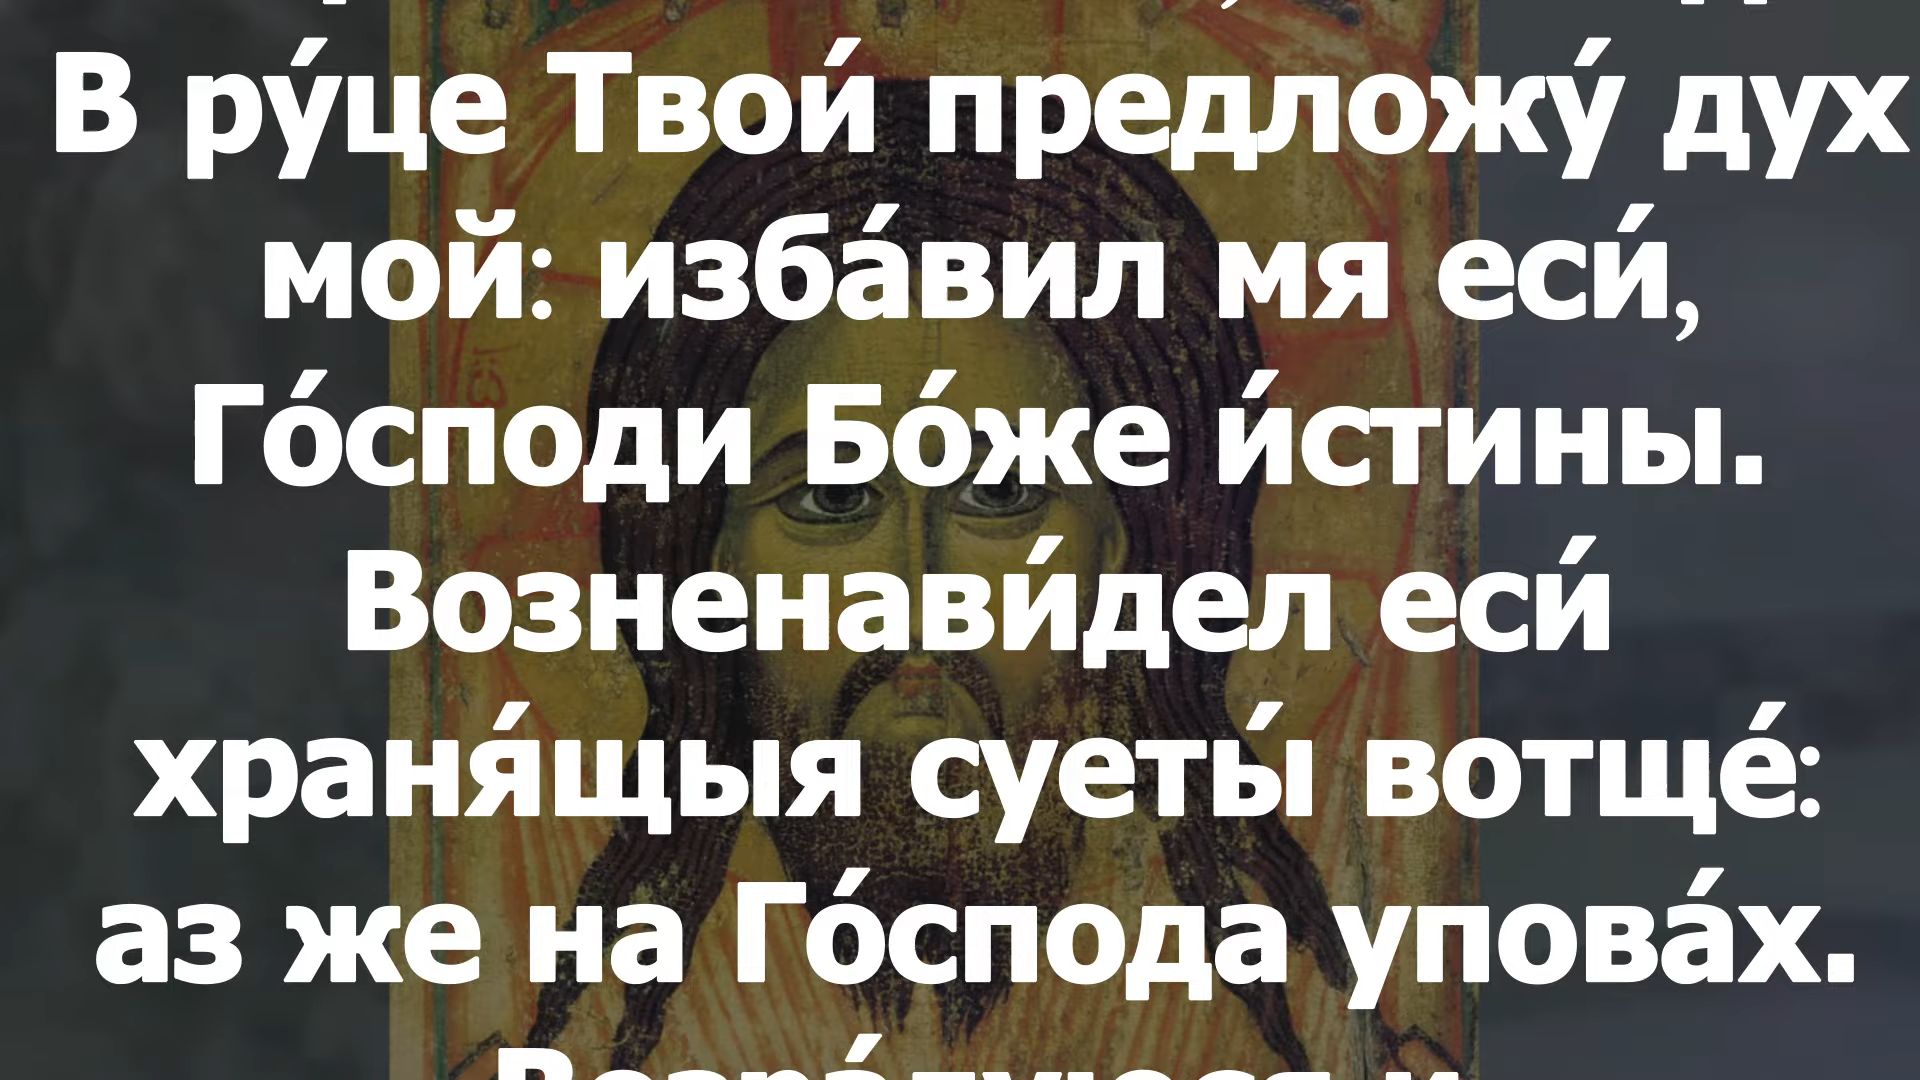 В ру́це Твои́ предложу́ дух
мой: изба́вил мя еси́,
Го́споди Бо́же и́стины.
Возненави́дел еси́
храня́щыя суеты́ вотще́:
аз же на Го́спода упова́х.